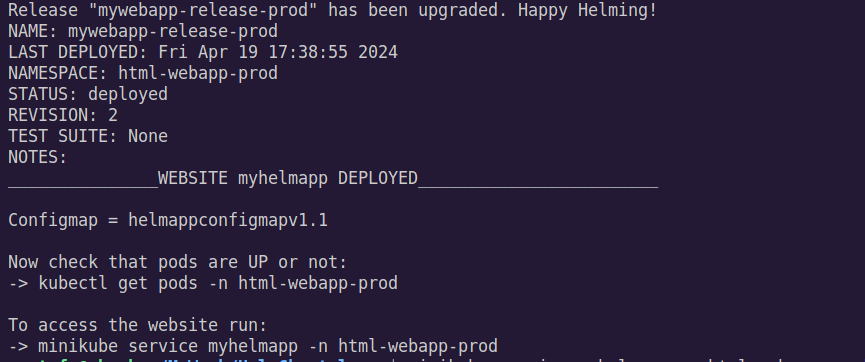 Release "mywebapp-release-prod" has been upgraded. Happy Helming!
NAME: mywebapp-release-prod
LAST DEPLOYED: Fri Apr 19 17:38:55 2024
NAMESPACE: html-webapp-prod
STATUS: deployed
REVISION: 2
TEST SUITE: None
NOTES:
_______________WEBSITE myhelmapp DEPLOYED________________________
Configmap = helmappconfigmapv1.1
Now check that pods are UP or not:
-> kubectl get pods -n html-webapp-prod
To access the website run:
-> minikube service myhelmapp -n html-webapp-prod